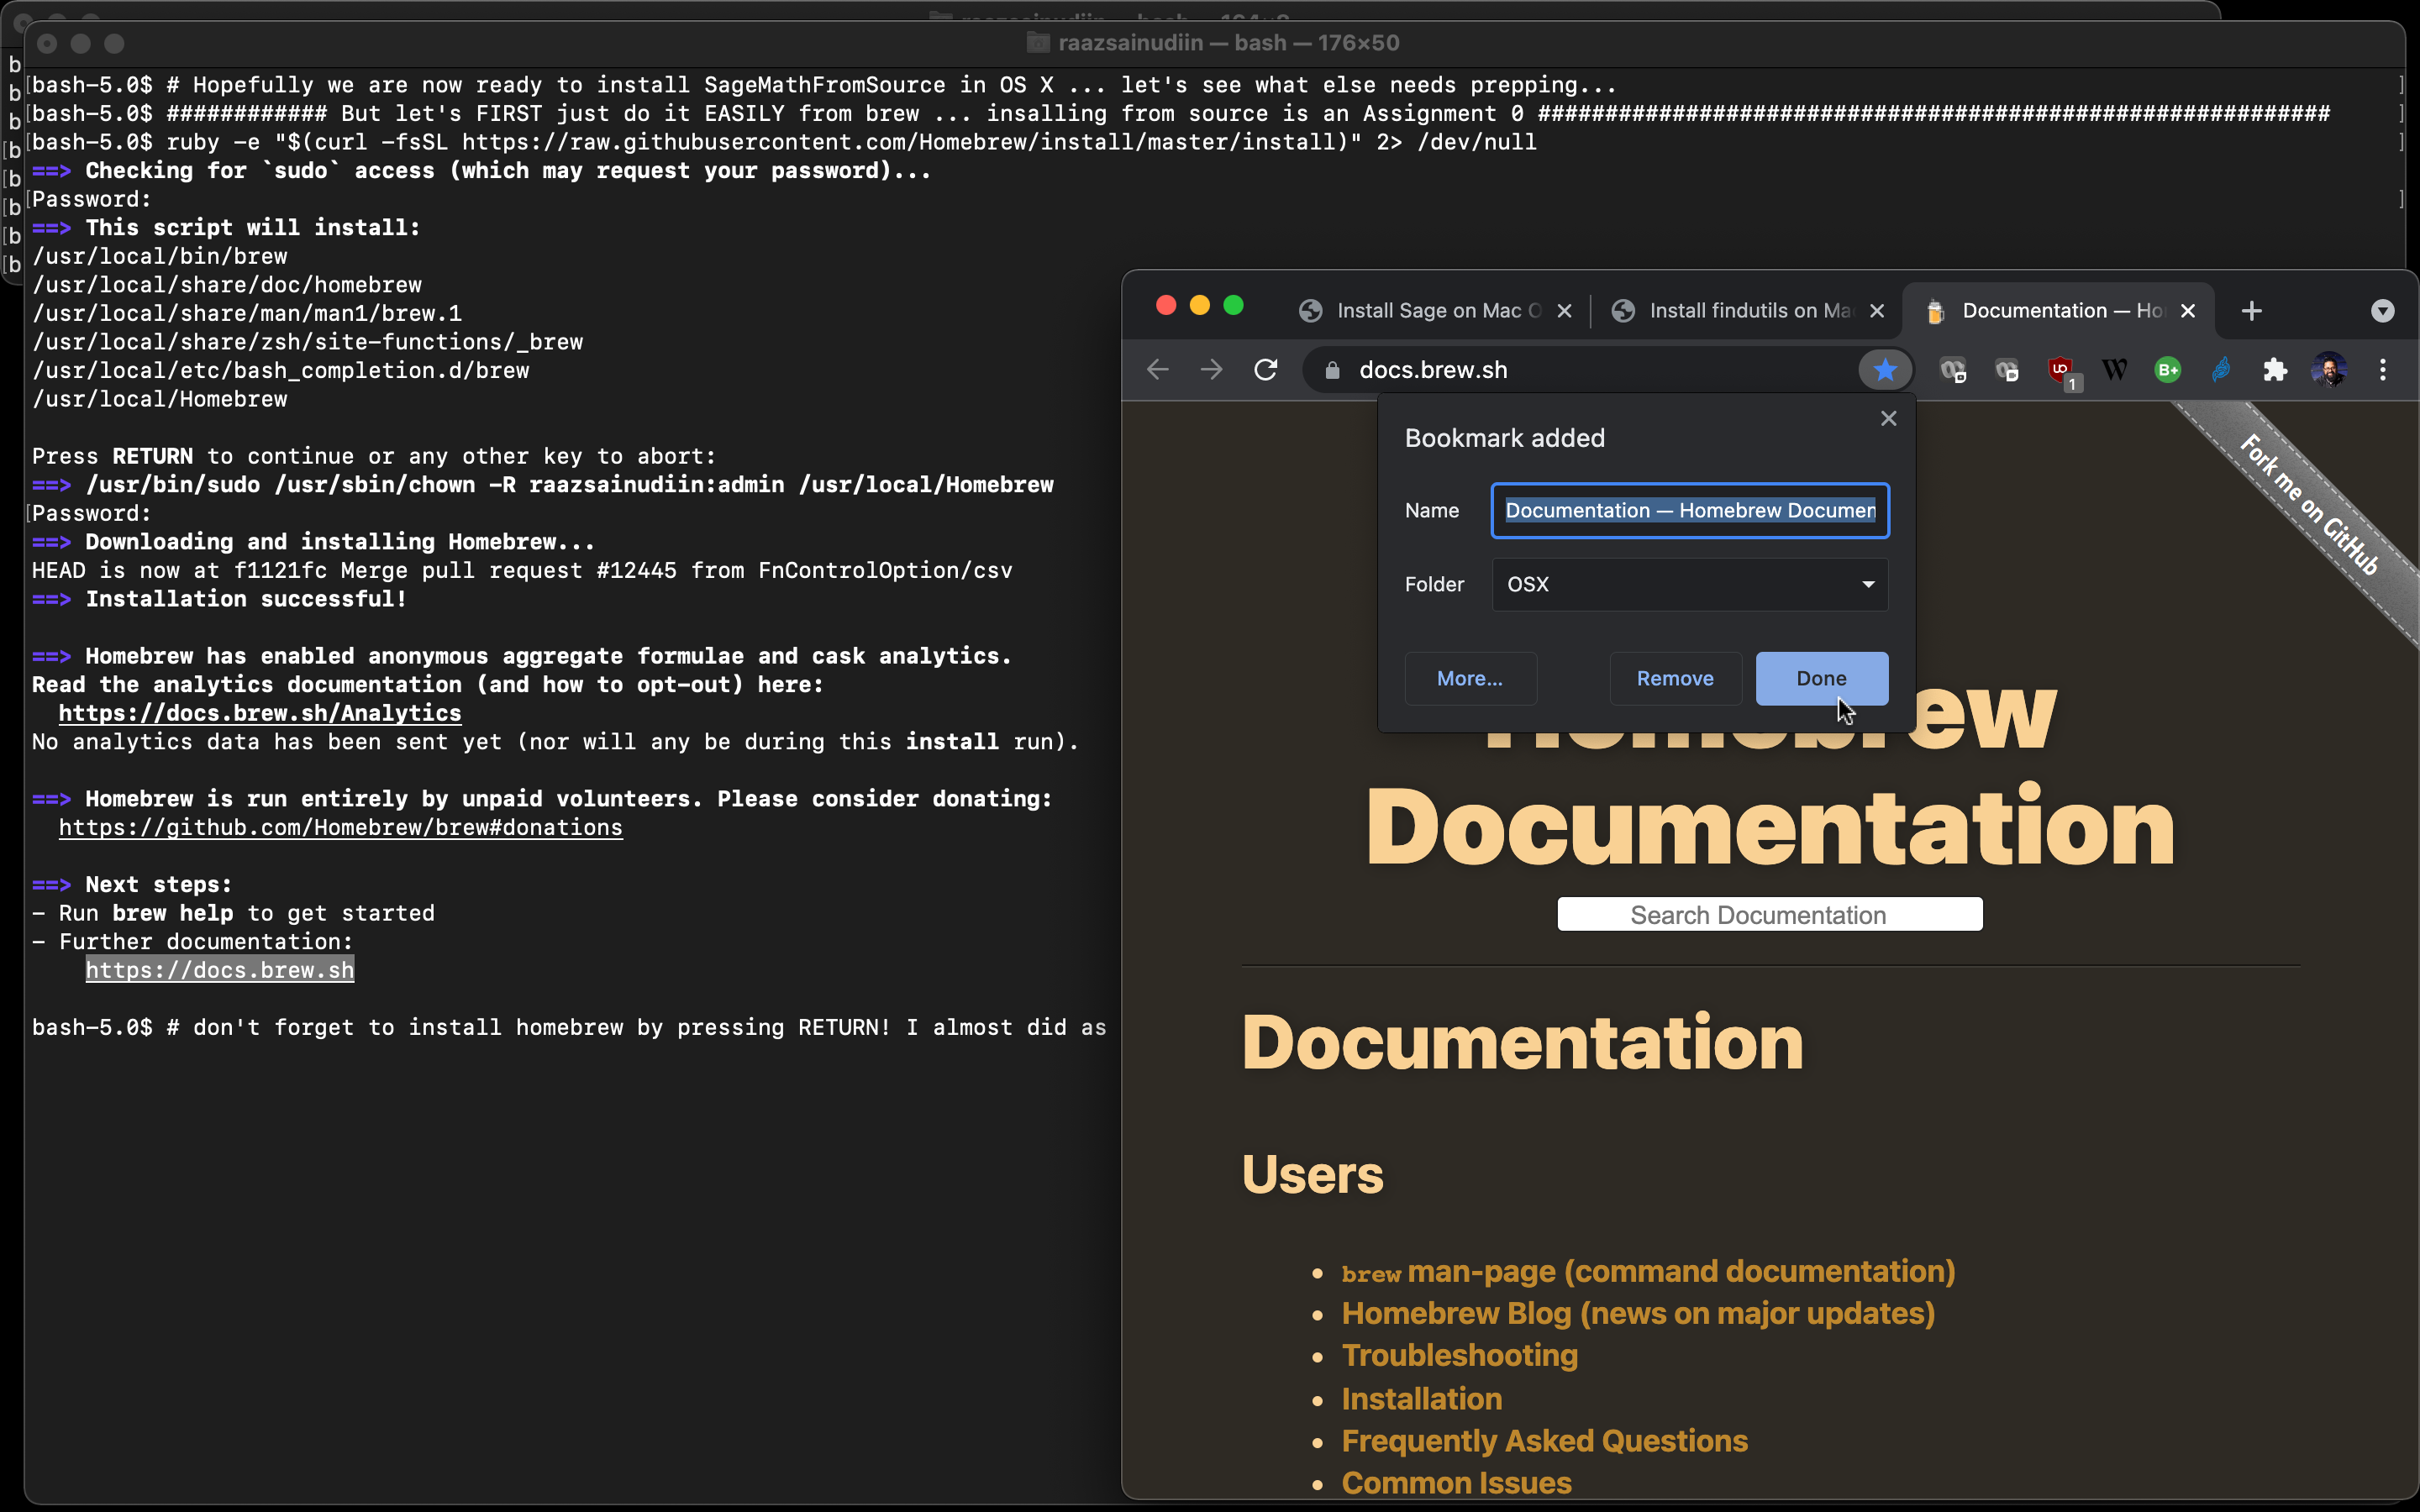 raazsainudiin — bash — 164×8
raazsainudiin — bash — 176×50
bash-5.0$ # Hopefully we are now ready to install SageMathFromSource in OS X ... let's see what else needs prepping...
bash-5.0$ ############ But let's FIRST just do it EASILY from brew ... insalling from source is an Assignment 0 ###########################################################
bash-5.0$ ruby -e "$(curl -fsSL https://raw.githubusercontent.com/Homebrew/install/master/install)" 2> /dev/null
==> Checking for `sudo` access (which may request your password)...
Password:
==> This script will install:
/usr/local/bin/brew
/usr/local/share/doc/homebrew
/usr/local/share/man/man1/brew.1
/usr/local/share/zsh/site-functions/_brew
/usr/local/etc/bash_completion.d/brew
/usr/local/Homebrew
Press RETURN to continue or any other key to abort:
==> /usr/bin/sudo /usr/sbin/chown -R raazsainudiin:admin /usr/local/Homebrew
Password:
==> Downloading and installing Homebrew...
HEAD is now at f1121fc Merge pull request #12445 from FnControlOption/csv
==> Installation successful!
==> Homebrew has enabled anonymous aggregate formulae and cask analytics.
Read the analytics documentation (and how to opt-out) here:
https://docs.brew.sh/Analytics
No analytics data has been sent yet (nor will any be during this install run).
==> Homebrew is run entirely by unpaid volunteers. Please consider donating:
https://github.com/Homebrew/brew#donations
==> Next steps:
- Run brew help to get started
- Further documentation:
https://docs.brew.sh
bash-5.0$ # don't forget to install homebrew by pressing RETURN! I almost did as
Install Sage on Mac O
Install findutils on Ma
Documentation — Ho
docs.brew.sh
1
W
B+
Bookmark added
Name
Documentation — Homebrew Documen
Folder
OSX
More...
Remove
Done
Fork me on GitHub
Homebrew
Documentation
Search Documentation
Documentation
Users
• brew man-page (command documentation)
• Homebrew Blog (news on major updates)
• Troubleshooting
• Installation
• Frequently Asked Questions
• Common Issues